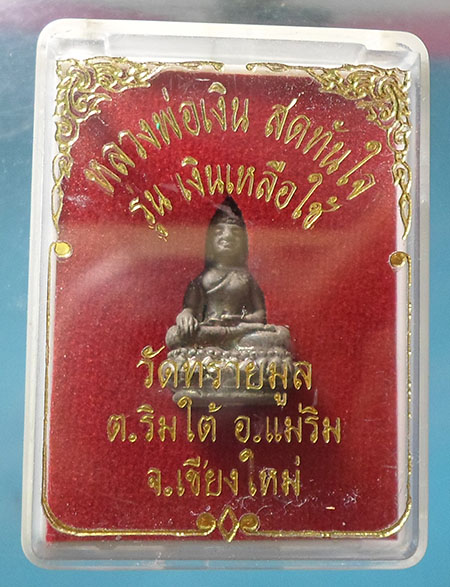 หลวงพ่อเงิน สดทันใจ
รุ่น เงินเหลือใช้
วัดทรายมูล
ต.ริมใต้ อ.แม่ริม
จ.เชียงใหม่